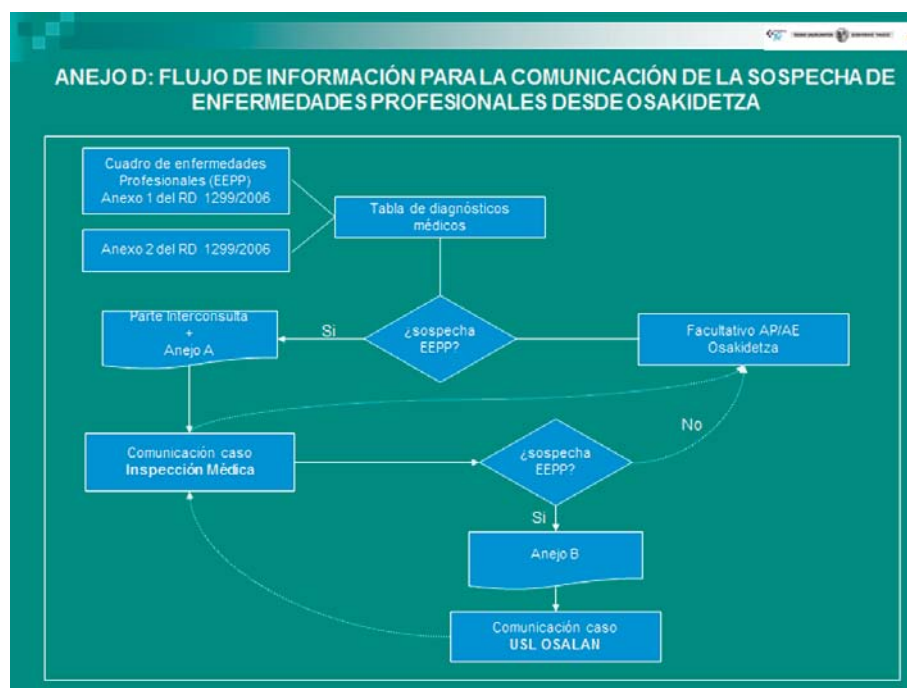 ANEJO D: FLUJO DE INFORMACIÓN PARA LA COMUNICACIÓN DE LA SOSPECHA DE
ENFERMEDADES PROFESIONALES DESDE OSAKIDETZA
Cuadro de enfermedades
Profesionales (EEPP)
Anexo 1 del RD 1299/2006
Tabla de diagnósticos
médicos
Anexo 2 del RD 1299/2006
Parte Interconsulta
+
Anejo A
Si
¿sospecha
EEPP?
Facultativo AP/AE
Osakidetza
No
Comunicación caso
Inspección Médica
¿sospecha
EEPP?
Si
Anejo B
Comunicación caso
USL OSALAN